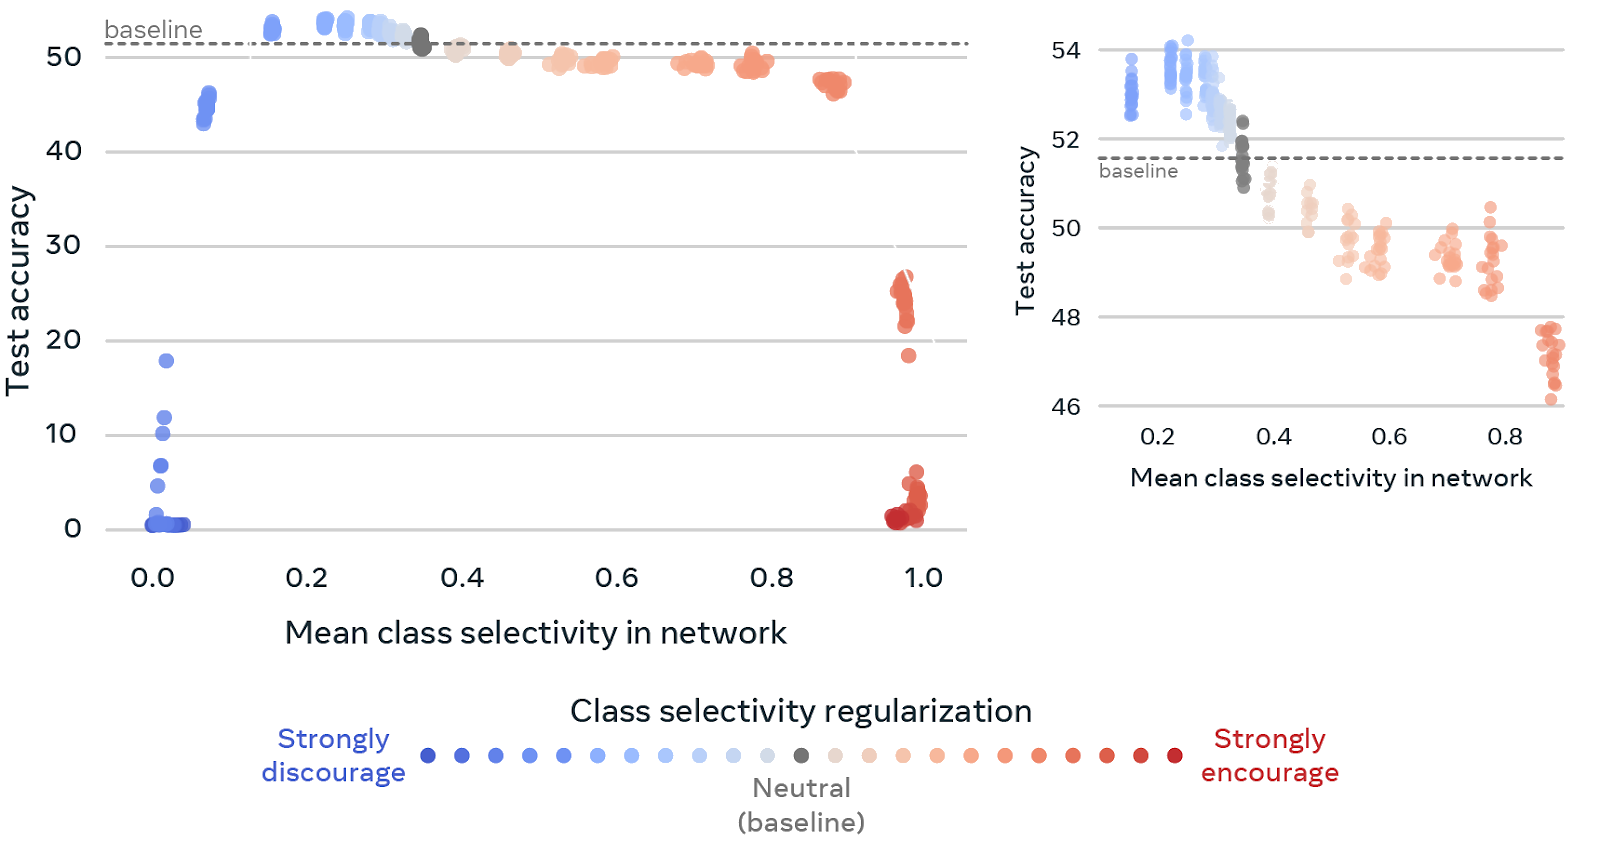 baseline
50
40
30
20
10
0
Test accuracy
0.0 0.2 0.4 0.6 0.8 1.0
Mean class selectivity in network
54
52
baseline
50
48
46
Test accuracy
0.2 0.4 0.6 0.8
Mean class selectivity in network
Class selectivity regularization
Strongly
discourage
Neutral
(baseline)
Strongly
encourage